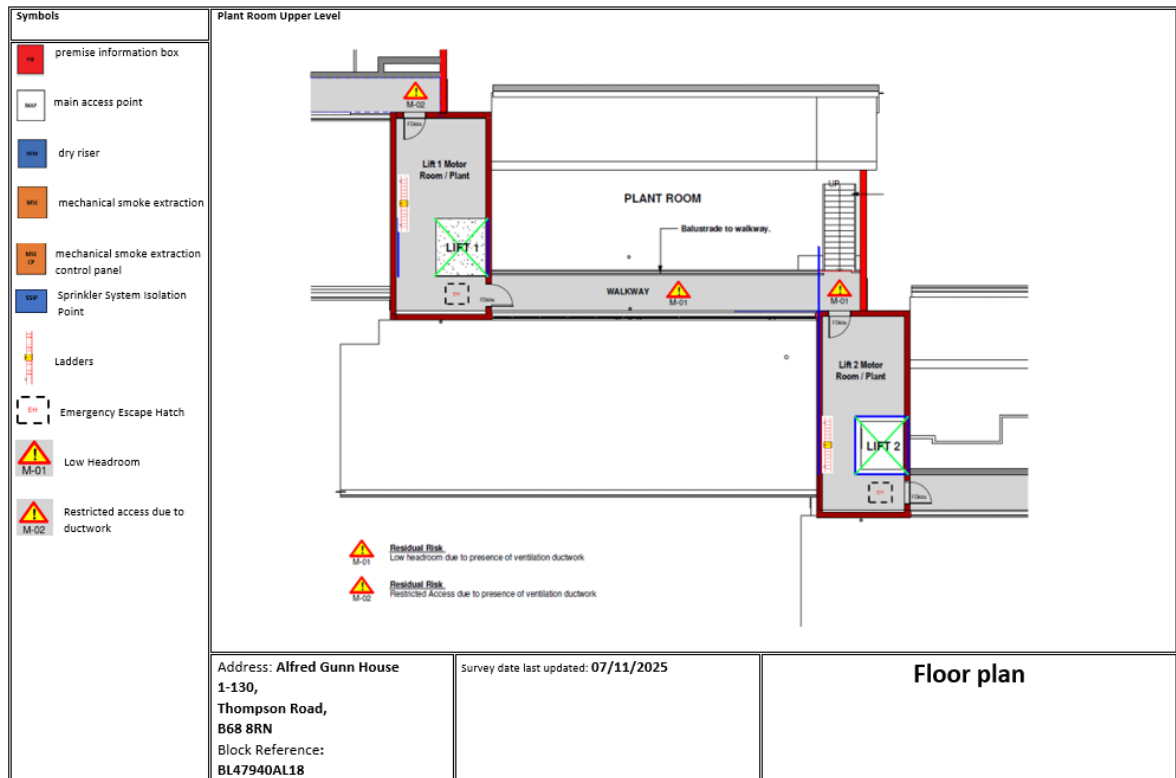 Symbols
PIB
premise information box
MAP
main access point
dry riser
MSE
mechanical smoke extraction
MSE
CP
mechanical smoke extraction
control panel
SSIP
Sprinkler System Isolation
Point
Ladders
EH
Emergency Escape Hatch
M-01
Low Headroom
M-02
Restricted access due to
ductwork
Plant Room Upper Level
M-02
Lift 1 Motor
Room / Plant
LIFT 1
EH
PLANT ROOM
UP
Balustrade to walkway.
WALKWAY
M-01
M-01
Lift 2 Motor
Room / Plant
LIFT 2
EH
M-01
Residual Risk
Low headroom due to presence of ventilation ductwork
M-02
Residual Risk
Restricted Access due to presence of ventilation ductwork
Address: Alfred Gunn House
1-130,
Thompson Road,
B68 8RN
Block Reference:
BL47940AL18
Survey date last updated: 07/11/2025
Floor plan